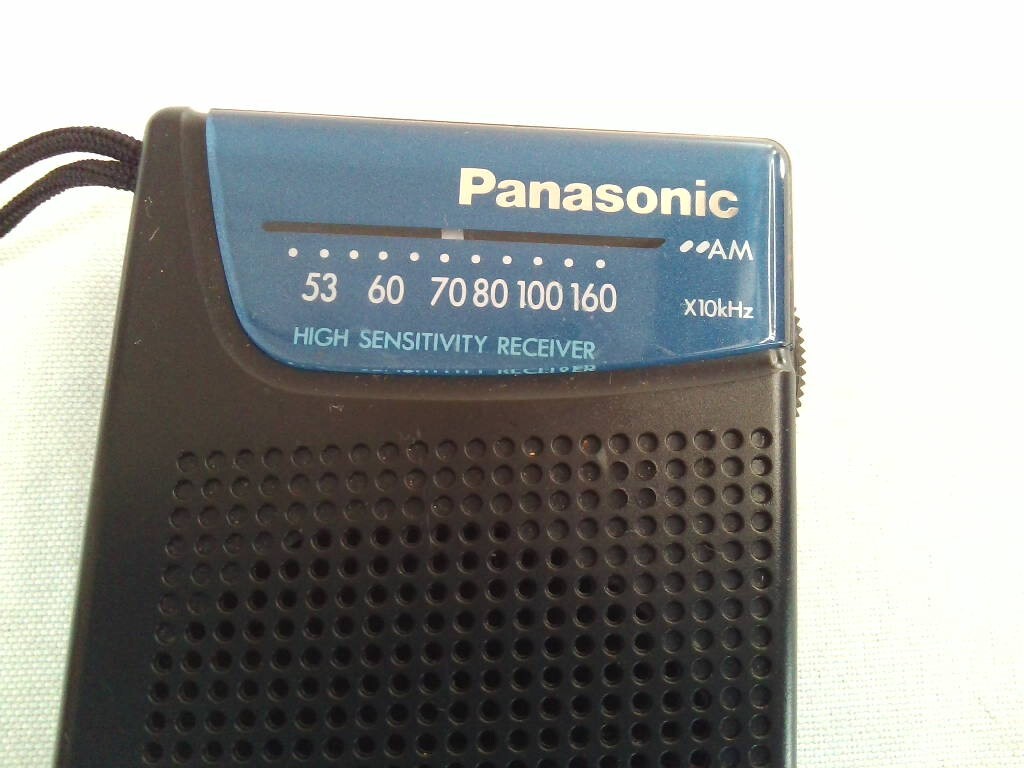 Panasonic
AM
53 60 70 80 100 160 X10kHz
HIGH SENSITIVITY RECEIVER